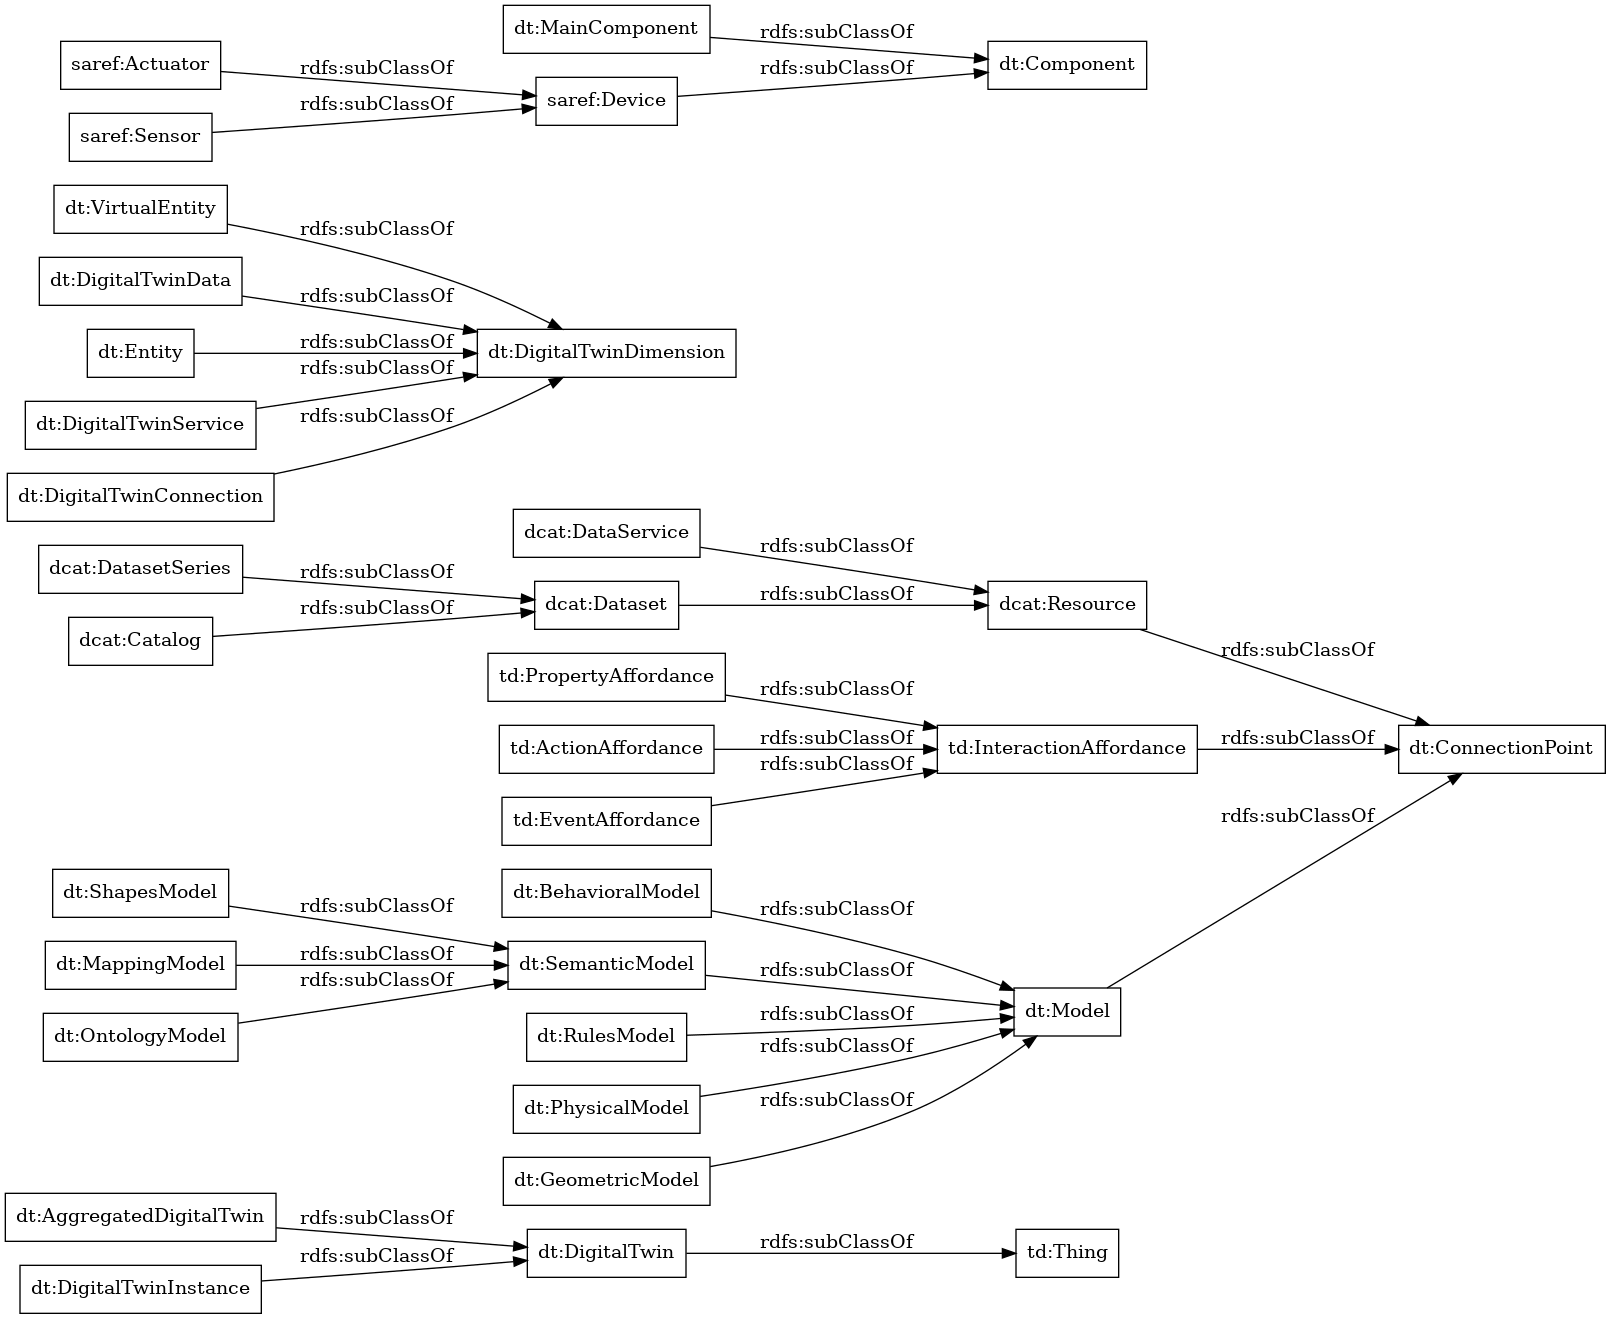 dt:MainComponent
rdfs:subClassOf
saref:Actuator
rdfs:subClassOf
dt:Component
rdfs:subClassOf
saref:Device
rdfs:subClassOf
saref:Sensor
dt:VirtualEntity
rdfs:subClassOf
dt:DigitalTwinData
rdfs:subClassOf
dt:Entity
rdfs:subClassOf
dt:DigitalTwinDimension
rdfs:subClassOf
dt:DigitalTwinService
rdfs:subClassOf
dt:DigitalTwinConnection
dcat:DataService
rdfs:subClassOf
dcat:DatasetSeries
rdfs:subClassOf
dcat:Dataset
rdfs:subClassOf
dcat:Resource
rdfs:subClassOf
dcat:Catalog
rdfs:subClassOf
td:PropertyAffordance
rdfs:subClassOf
td:ActionAffordance
rdfs:subClassOf
td:InteractionAffordance
rdfs:subClassOf
dt:ConnectionPoint
rdfs:subClassOf
td:EventAffordance
rdfs:subClassOf
dt:ShapesModel
rdfs:subClassOf
dt:BehavioralModel
rdfs:subClassOf
dt:MappingModel
rdfs:subClassOf
dt:SemanticModel
rdfs:subClassOf
rdfs:subClassOf
dt:OntologyModel
dt:RulesModel
rdfs:subClassOf
dt:Model
rdfs:subClassOf
dt:PhysicalModel
rdfs:subClassOf
dt:GeometricModel
dt:AggregatedDigitalTwin
rdfs:subClassOf
dt:DigitalTwin
rdfs:subClassOf
td:Thing
rdfs:subClassOf
dt:DigitalTwinInstance